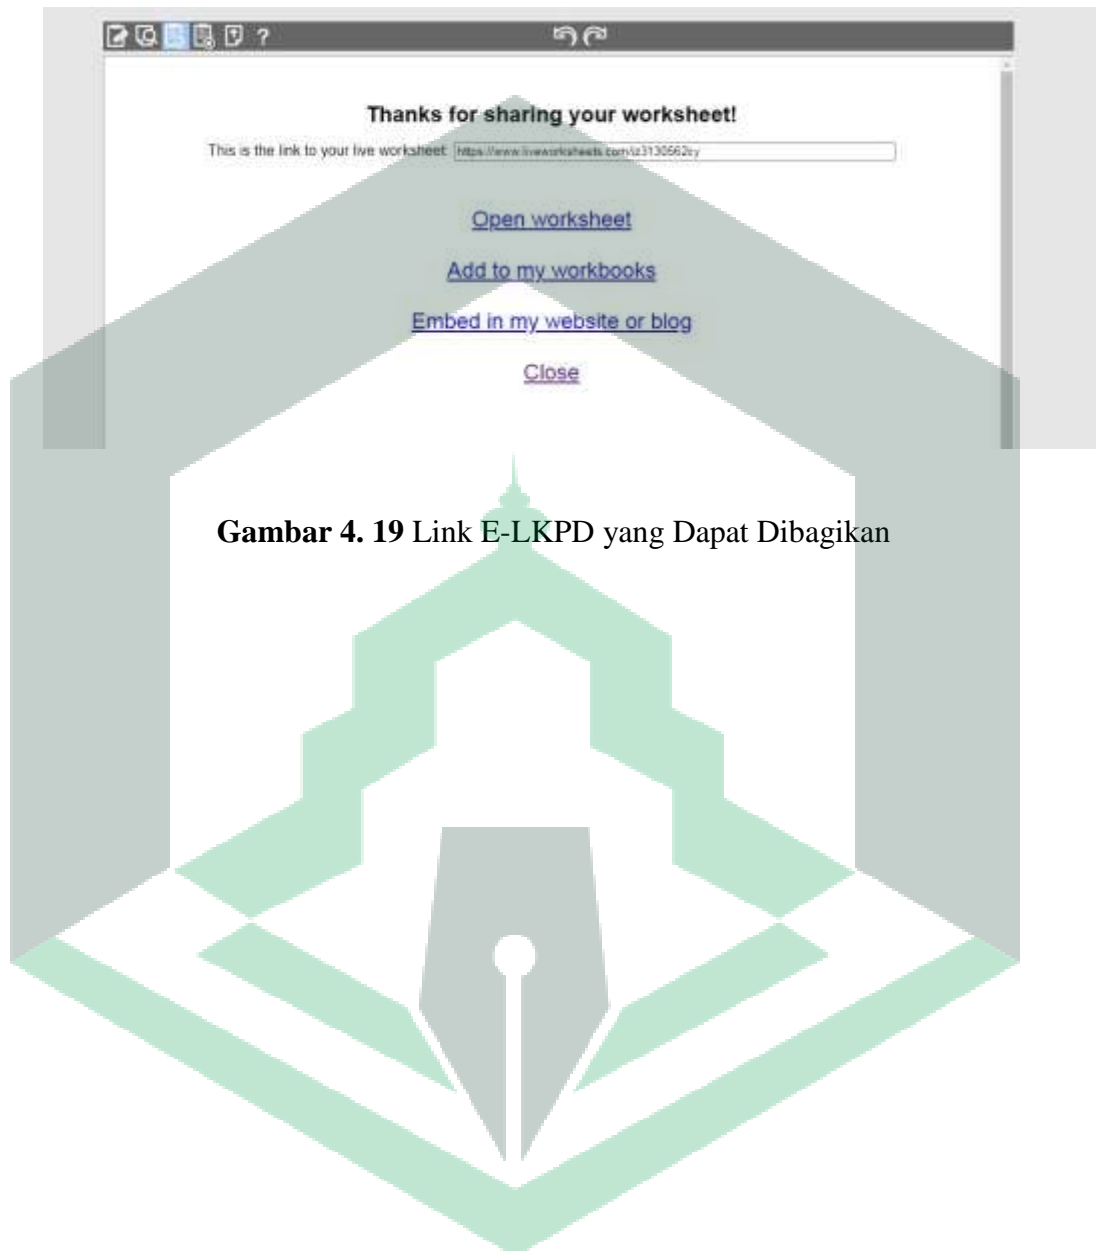 ?
Thanks for sharing your worksheet!
This is the link to your live worksheet:
Open worksheet
Add to my workbooks
Embed in my website or blog
Close
Gambar 4. 19 Link E-LKPD yang Dapat Dibagikan